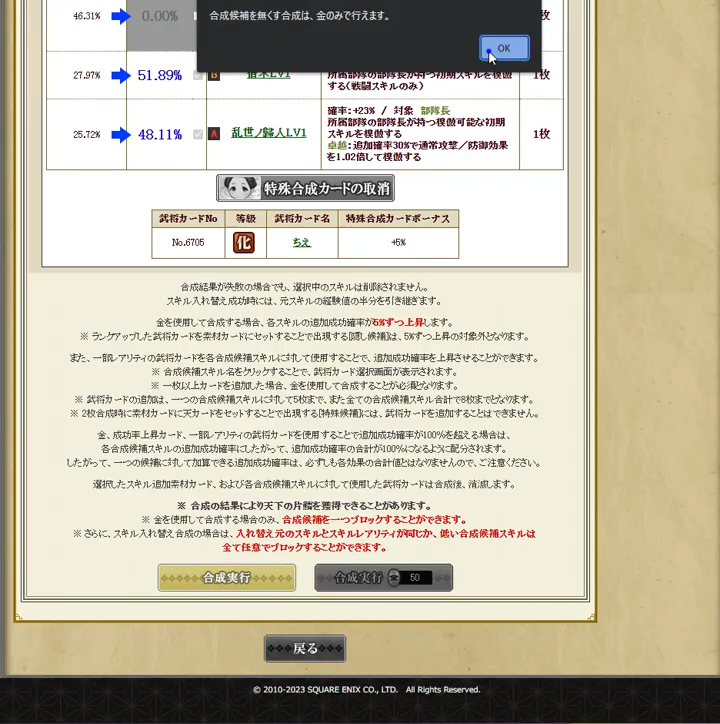 合成候補を無くす合成は、金のみで行えます。
OK
46.31%
0.00%
枚
27.97%
51.89%
B
LV1
所属部隊の部隊長が持つ初期スキルを模倣
する(戦闘スキルのみ)
1枚
25.72%
48.11%
A
乱世ノ歸人LV1
確率:+23% / 対象 部隊長
所属部隊の部隊長が持つ模倣可能な初期
スキルを模倣する
卓越:追加確率30%で通常攻撃／防御効果
を1.02倍して模倣する
1枚
特殊合成カードの取消
武将カードNo 等級 武将カード名 特殊合成カードボーナス
No.6705 化 ちえ +5%
合成結果が失敗の場合でも、選択中のスキルは削除されません。
スキル入れ替え成功時には、元スキルの経験値の半分を引き継ぎます。
金を使用して合成する場合、各スキルの追加成功確率が5%ずつ上昇します。
※ ランクアップした武将カードを素材カードにセットすることで出現する[隠し候補]は、5%ずつ上昇の対象外となります。
また、一部レアリティの武将カードを各合成候補スキルに対して使用することで、追加成功確率を上昇させることができます。
※ 合成候補スキル名をクリックすることで、武将カード選択画面が表示されます。
※ 一枚以上カードを追加した場合、金を使用して合成することが必須となります。
※ 武将カードの追加は、一つの合成候補スキルに対して5枚まで、また全ての合成候補スキル合計で8枚までとなります。
※ 2枚合成時に素材カードに天カードをセットすることで出現する[特殊候補]には、武将カードを追加することはできません。
金、成功率上昇カード、一部レアリティの武将カードを使用することで追加成功確率が100%を超える場合は、
各合成候補スキルの追加成功確率にしたがって、追加成功確率の合計が100%になるように配分されます。
したがって、一つの候補に対して加算できる追加成功確率は、必ずしも各効果の合計値とはなりませんので、ご注意ください。
選択したスキル追加素材カード、および各合成候補スキルに対して使用した武将カードは合成後、消滅します。
※ 合成の結果により天下の片鱗を獲得できることがあります。
※ 金を使用して合成する場合のみ、合成候補を一つブロックすることができます。
※ さらに、スキル入れ替え合成の場合は、入れ替え元のスキルとスキルレアリティが同じか、低い合成候補スキルは
全て任意でブロックすることができます。
合成実行
合成実行 金 50
戻る
© 2010-2023 SQUARE ENIX CO., LTD. All Rights Reserved.